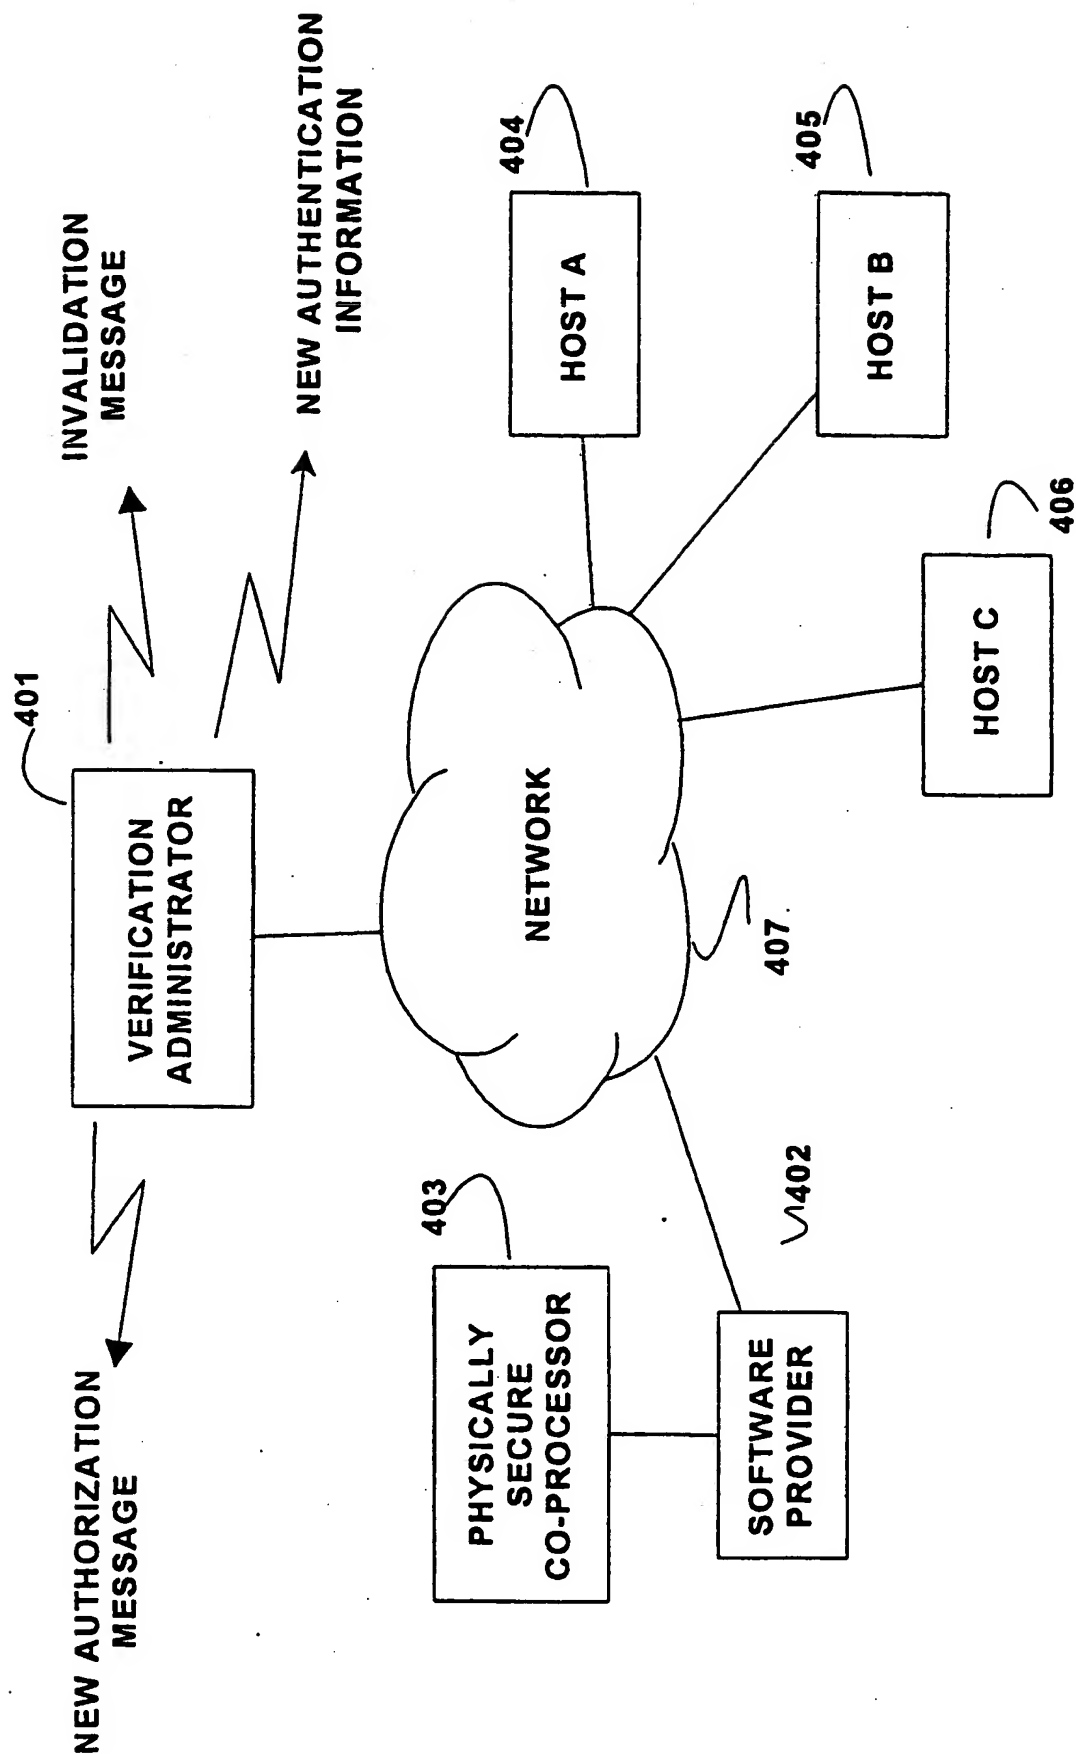 NEW AUTHORIZATION
MESSAGE
401
INVALIDATION
MESSAGE
VERIFICATION
ADMINISTRATOR
NEW AUTHENTICATION
INFORMATION
403
PHYSICALLY
SECURE
CO-PROCESSOR
NETWORK
404
HOST A
402
SOFTWARE
PROVIDER
407
405
HOST B
HOST C
406